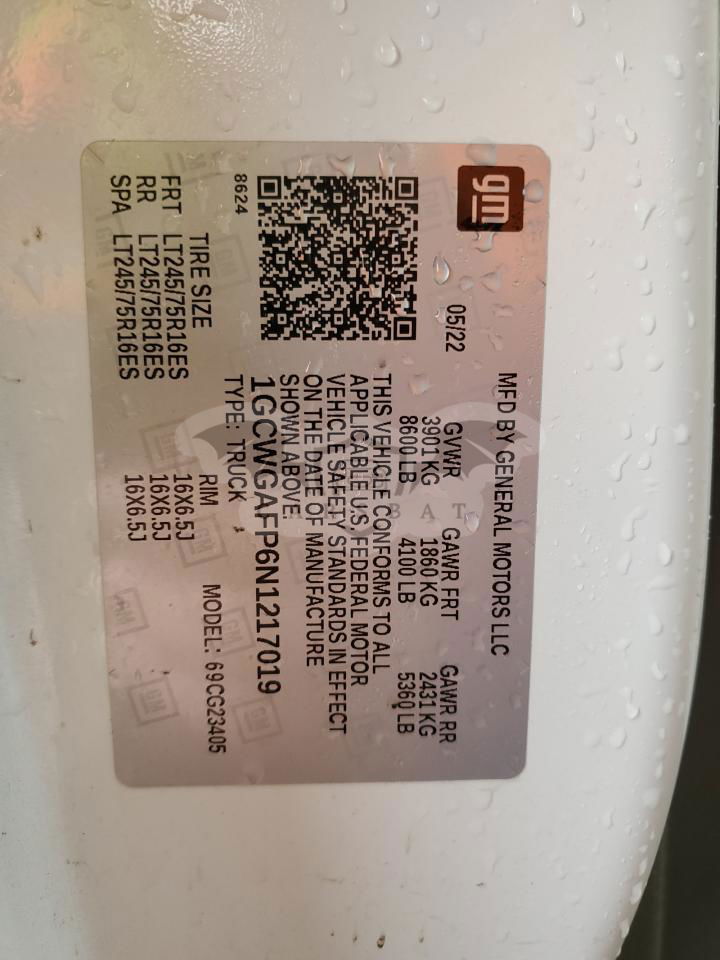 gm
MFD BY GENERAL MOTORS LLC
05/22
GVWR GAWR FRT GAWR RR
3901 KG 1860 KG 2431 KG
8600 LB 4100 LB 5360 LB
THIS VEHICLE CONFORMS TO ALL
APPLICABLE U.S. FEDERAL MOTOR
VEHICLE SAFETY STANDARDS IN EFFECT
ON THE DATE OF MANUFACTURE
SHOWN ABOVE.
1GCWGAFP6N1217019
8624
TYPE: TRUCK MODEL: 69CG23405
TIRE SIZE RIM
FRT LT245/75R16ES 16X6.5J
RR LT245/75R16ES 16X6.5J
SPA LT245/75R16ES 16X6.5J